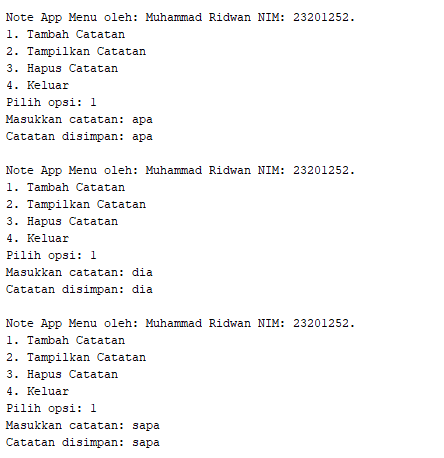 Note App Menu oleh: Muhammad Ridwan NIM: 23201252.
1. Tambah Catatan
2. Tampilkan Catatan
3. Hapus Catatan
4. Keluar
Pilih opsi: 1
Masukkan catatan: apa
Catatan disimpan: apa

Note App Menu oleh: Muhammad Ridwan NIM: 23201252.
1. Tambah Catatan
2. Tampilkan Catatan
3. Hapus Catatan
4. Keluar
Pilih opsi: 1
Masukkan catatan: dia
Catatan disimpan: dia

Note App Menu oleh: Muhammad Ridwan NIM: 23201252.
1. Tambah Catatan
2. Tampilkan Catatan
3. Hapus Catatan
4. Keluar
Pilih opsi: 1
Masukkan catatan: sapa
Catatan disimpan: sapa